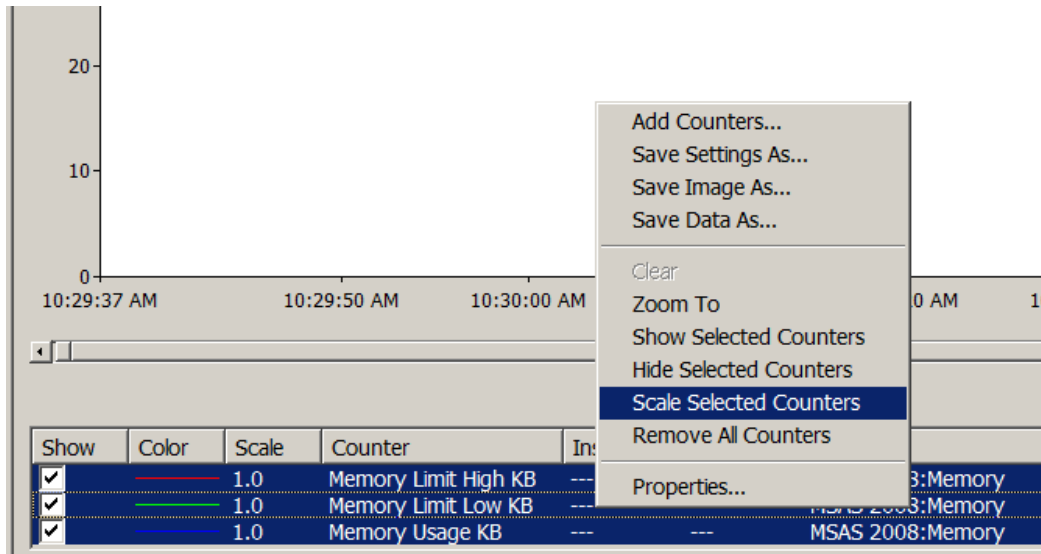 20
10
0
10:29:37 AM 10:29:50 AM 10:30:00 AM 0 AM 1
Add Counters...
Save Settings As...
Save Image As...
Save Data As...
Clear
Zoom To
Show Selected Counters
Hide Selected Counters
Scale Selected Counters
Remove All Counters
Properties...
Show Color Scale Counter Ins
1.0 Memory Limit High KB --- 8:Memory
1.0 Memory Limit Low KB --- MSAS 2008:Memory
1.0 Memory Usage KB --- --- MSAS 2008:Memory